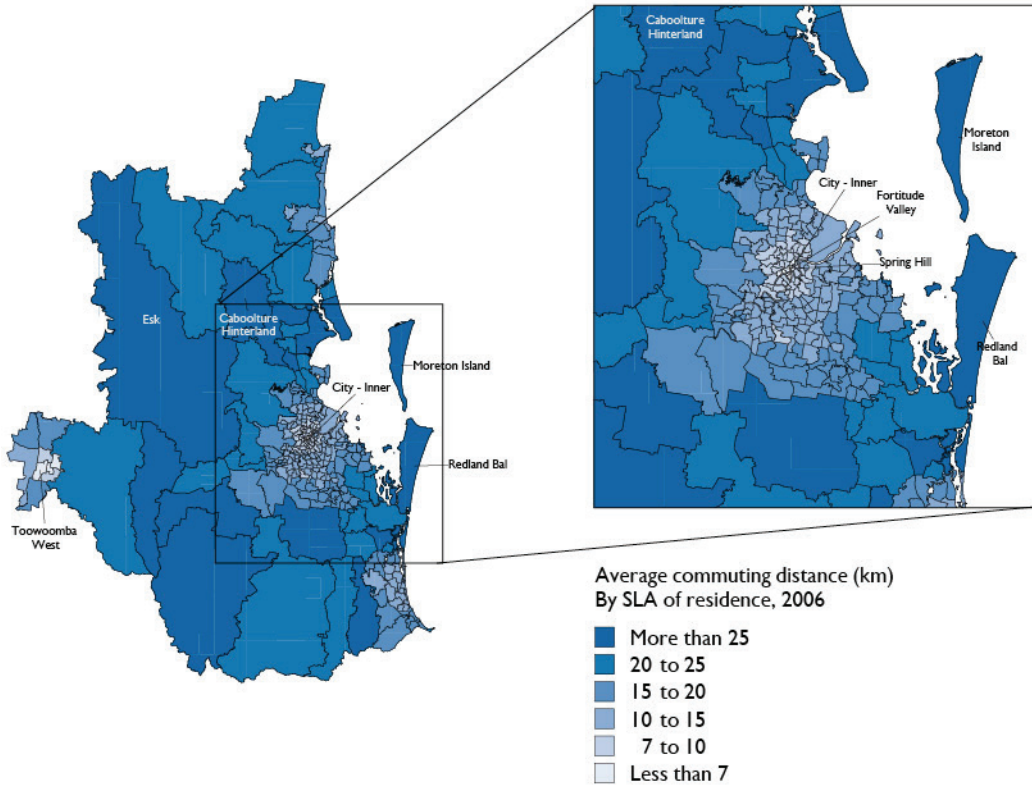 Caboolture
Hinterland
Moreton
Island
City - Inner
Fortitude
Valley
Spring Hill
Redland
Bal
Esk
Caboolture
Hinterland
Moreton Island
City - Inner
Redland Bal
Toowoomba
West
Average commuting distance (km)
By SLA of residence, 2006
More than 25
20 to 25
15 to 20
10 to 15
7 to 10
Less than 7